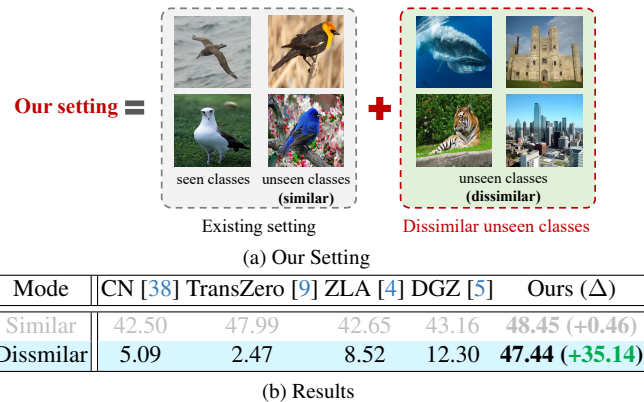 Our setting =
+
seen classes
unseen classes
(similar)
unseen classes
(dissimilar)
Existing setting
Dissimilar unseen classes
(a) Our Setting
Mode CN [38] TransZero [9] ZLA [4] DGZ [5] Ours (Δ)
Similar 42.50 47.99 42.65 43.16 48.45 (+0.46)
Dissmilar 5.09 2.47 8.52 12.30 47.44 (+35.14)
(b) Results